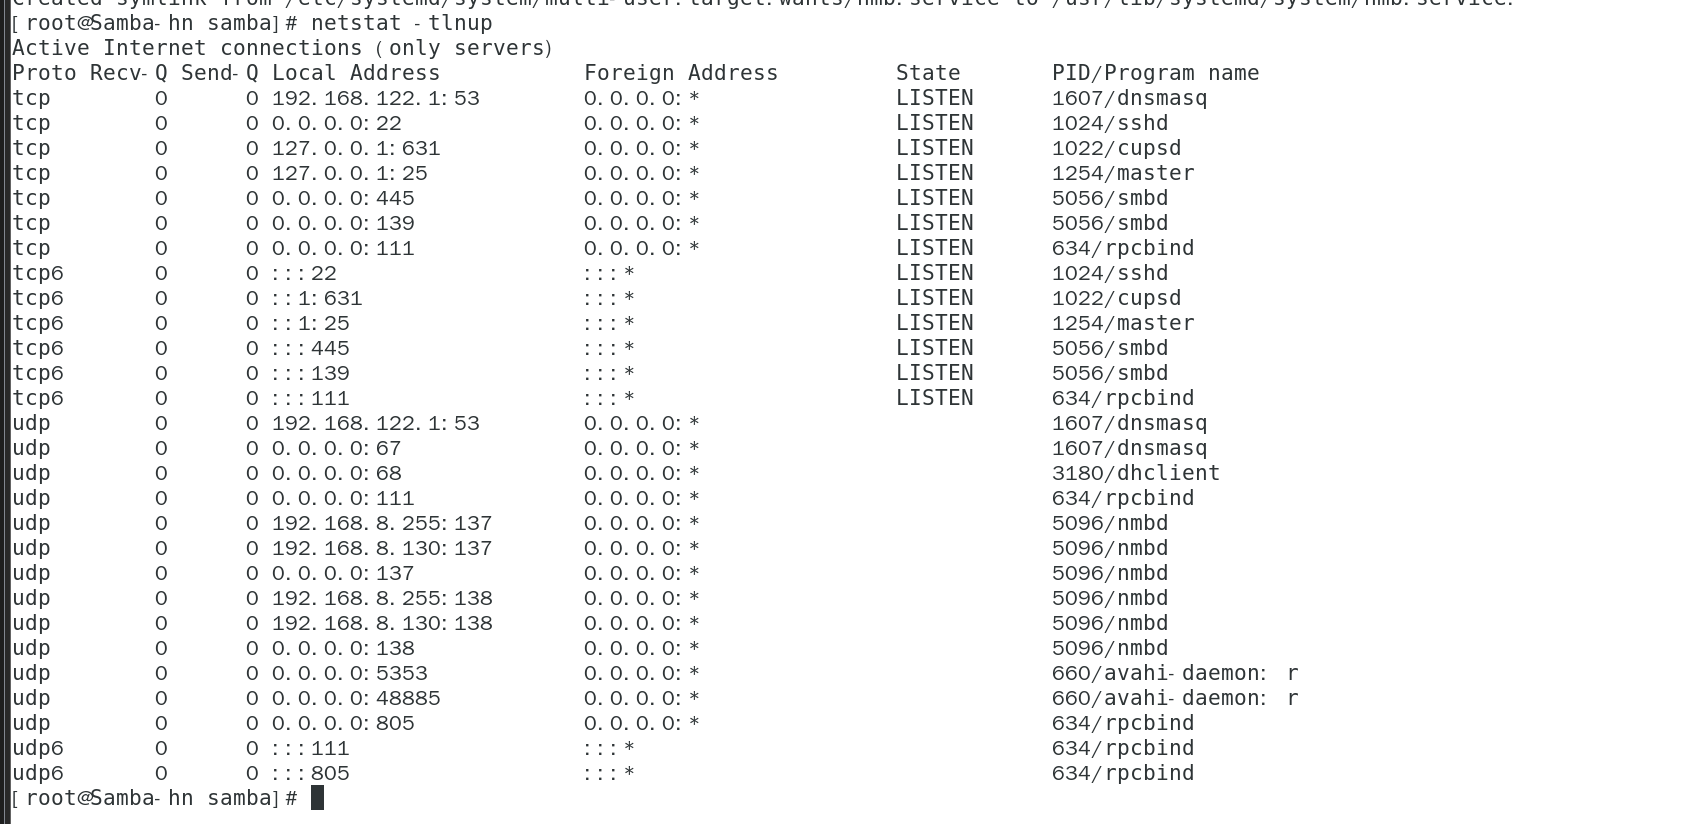 Created symlink from /etc/systemd/system/multi-user.target.wants/nmb.service to /usr/lib/systemd/system/nmb.service.
[root@Samba-hn samba]# netstat -tlnup
Active Internet connections (only servers)
Proto Recv-Q Send-Q Local Address           Foreign Address         State       PID/Program name
tcp        0      0 192.168.122.1:53        0.0.0.0:*               LISTEN      1607/dnsmasq
tcp        0      0 0.0.0.0:22              0.0.0.0:*               LISTEN      1024/sshd
tcp        0      0 127.0.0.1:631           0.0.0.0:*               LISTEN      1022/cupsd
tcp        0      0 127.0.0.1:25            0.0.0.0:*               LISTEN      1254/master
tcp        0      0 0.0.0.0:445             0.0.0.0:*               LISTEN      5056/smbd
tcp        0      0 0.0.0.0:139             0.0.0.0:*               LISTEN      5056/smbd
tcp        0      0 0.0.0.0:111             0.0.0.0:*               LISTEN      634/rpcbind
tcp6       0      0 :::22                   :::*                    LISTEN      1024/sshd
tcp6       0      0 ::1:631                 :::*                    LISTEN      1022/cupsd
tcp6       0      0 ::1:25                  :::*                    LISTEN      1254/master
tcp6       0      0 :::445                  :::*                    LISTEN      5056/smbd
tcp6       0      0 :::139                  :::*                    LISTEN      5056/smbd
tcp6       0      0 :::111                  :::*                    LISTEN      634/rpcbind
udp        0      0 192.168.122.1:53        0.0.0.0:*                           1607/dnsmasq
udp        0      0 0.0.0.0:67              0.0.0.0:*                           1607/dnsmasq
udp        0      0 0.0.0.0:68              0.0.0.0:*                           3180/dhclient
udp        0      0 0.0.0.0:111             0.0.0.0:*                           634/rpcbind
udp        0      0 192.168.8.255:137       0.0.0.0:*                           5096/nmbd
udp        0      0 192.168.8.130:137       0.0.0.0:*                           5096/nmbd
udp        0      0 0.0.0.0:137             0.0.0.0:*                           5096/nmbd
udp        0      0 192.168.8.255:138       0.0.0.0:*                           5096/nmbd
udp        0      0 192.168.8.130:138       0.0.0.0:*                           5096/nmbd
udp        0      0 0.0.0.0:138             0.0.0.0:*                           5096/nmbd
udp        0      0 0.0.0.0:5353            0.0.0.0:*                           660/avahi-daemon: r
udp        0      0 0.0.0.0:48885           0.0.0.0:*                           660/avahi-daemon: r
udp        0      0 0.0.0.0:805             0.0.0.0:*                           634/rpcbind
udp6       0      0 :::111                  :::*                                634/rpcbind
udp6       0      0 :::805                  :::*                                634/rpcbind
[root@Samba-hn samba]#